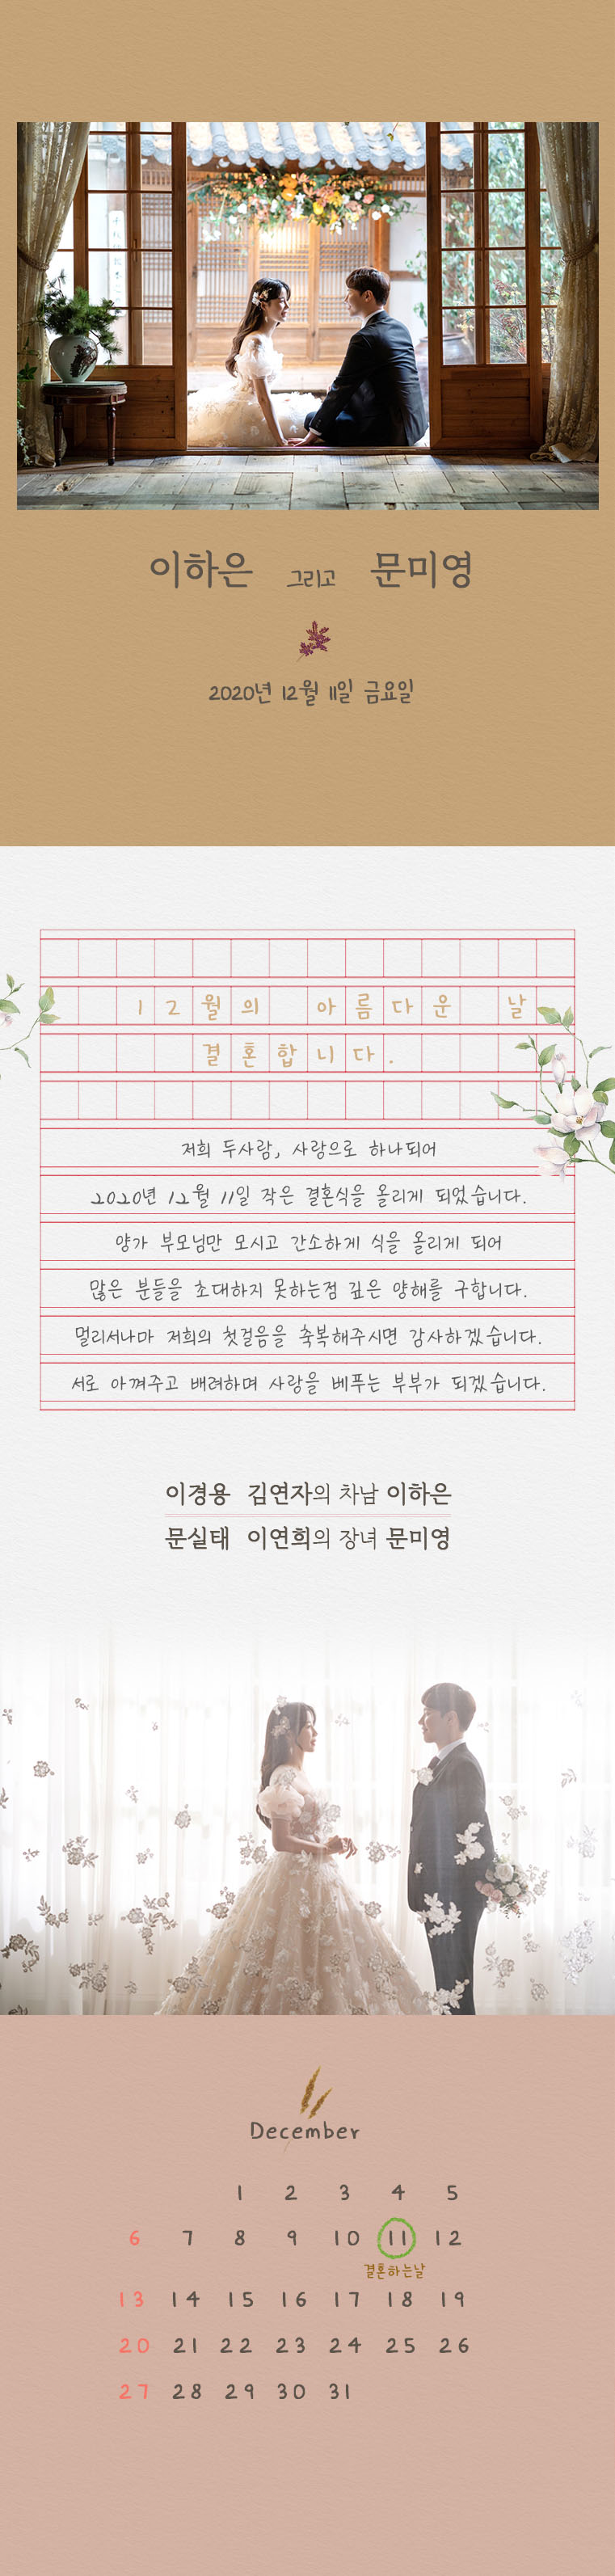 이하은 그리고 문미영
2020년 12월 11일 금요일
12월의 아름다운 날
결혼합니다.
저희 두사람, 사랑으로 하나되어
2020년 12월 11일 작은 결혼식을 올리게 되었습니다.
양가 부모님만 모시고 간소하게 식을 올리게 되어
많은 분들을 초대하지 못하는점 깊은 양해를 구합니다.
멀리서나마 저희의 첫걸음을 축복해주시면 감사하겠습니다.
서로 아껴주고 배려하며 사랑을 베푸는 부부가 되겠습니다.
이경용 김연자의 차남 이하은
문실태 이연희의 장녀 문미영
December
1 2 3 4 5
6 7 8 9 10 11 12
결혼하는날
13 14 15 16 17 18 19
20 21 22 23 24 25 26
27 28 29 30 31